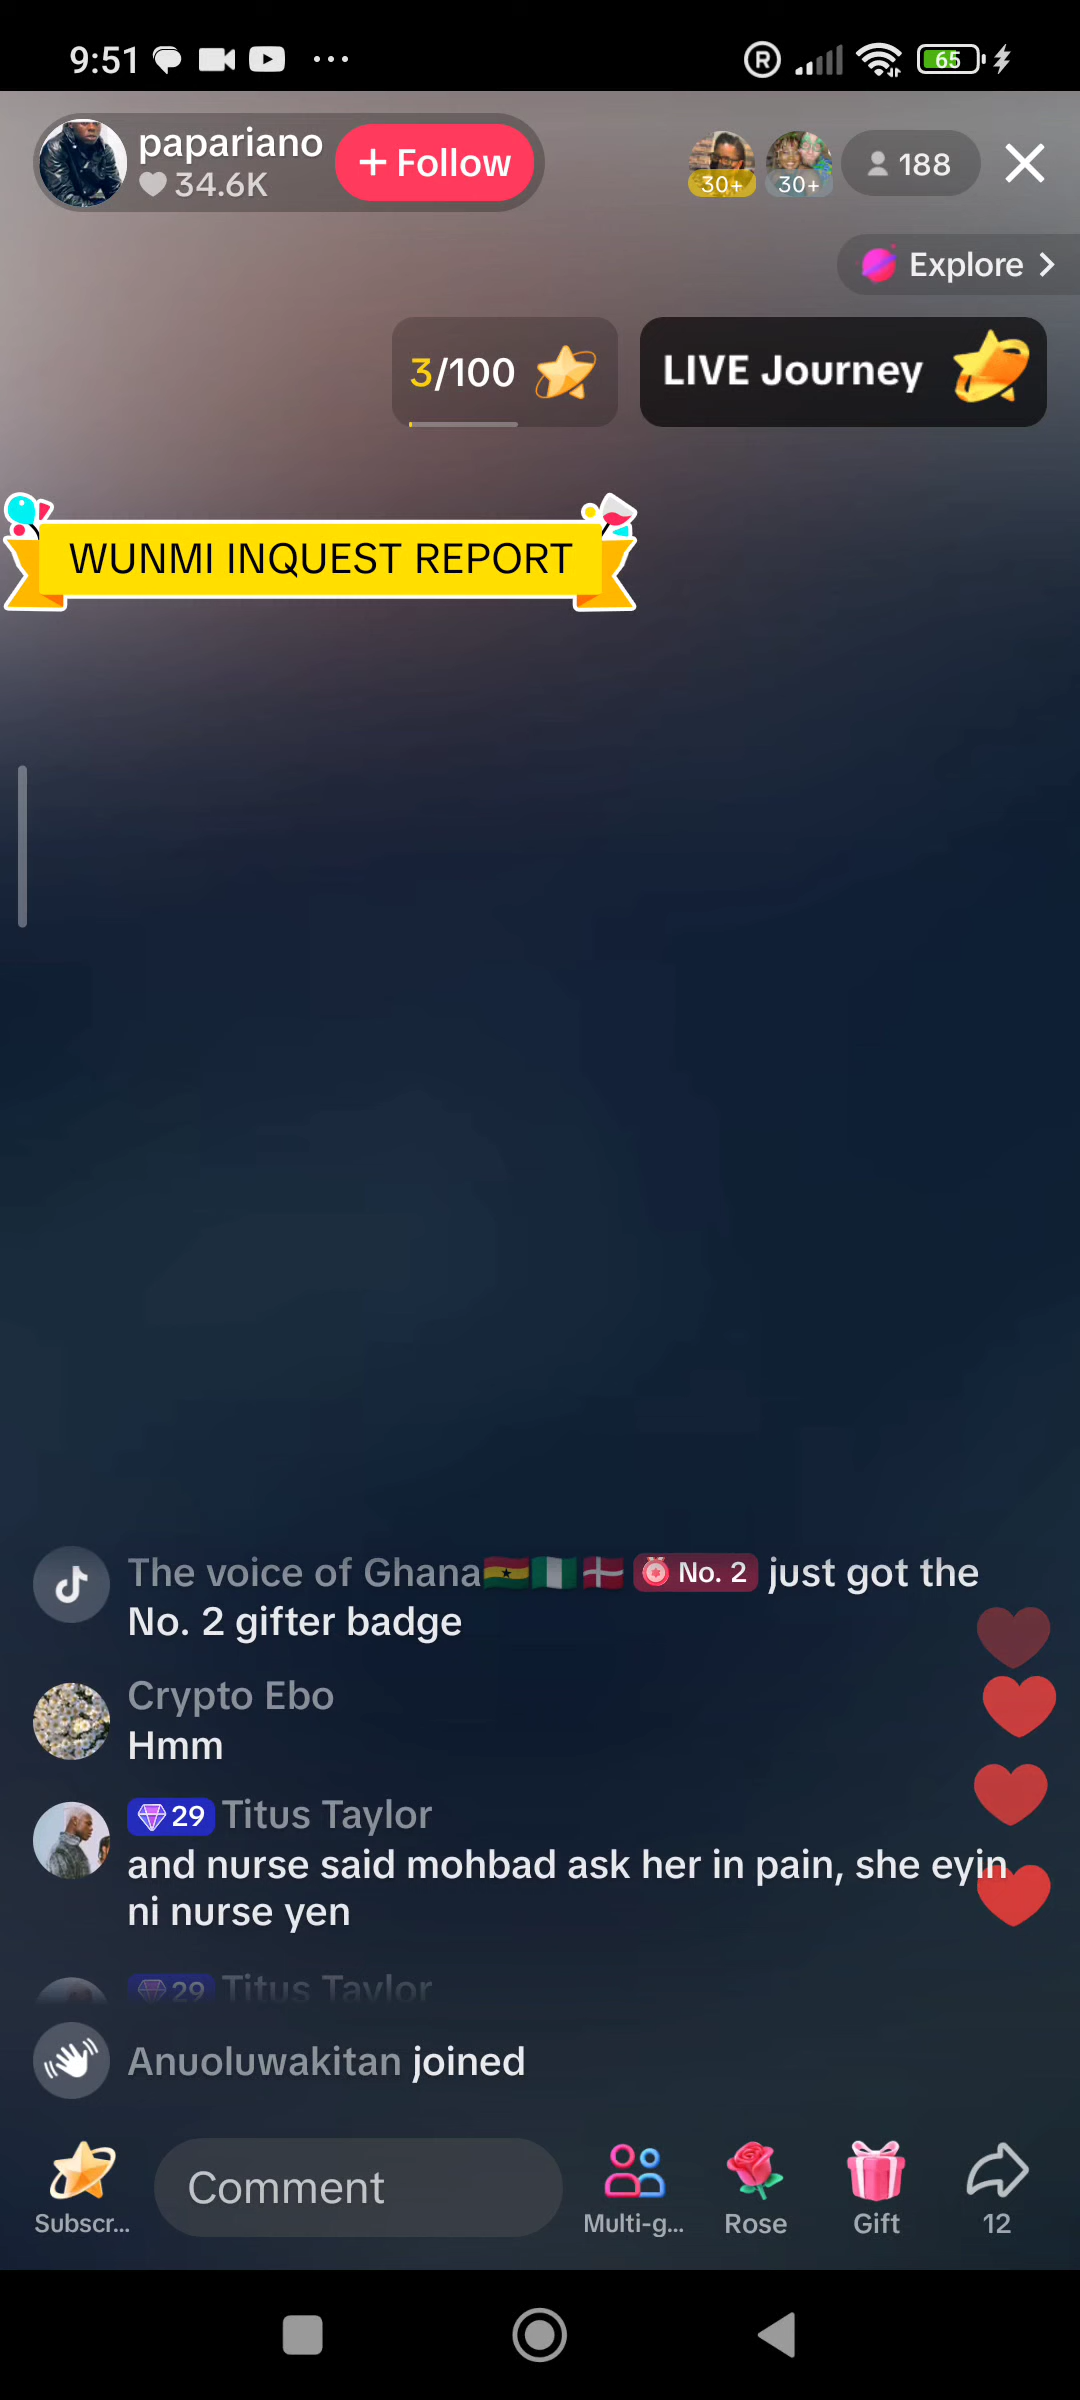 9:51
R
65
papariano
34.6K
+ Follow
30+
30+
188
Explore
3/100
LIVE Journey
WUNMI INQUEST REPORT
The voice of Ghana No. 2 just got the
No. 2 gifter badge
Crypto Ebo
Hmm
29 Titus Taylor
and nurse said mohbad ask her in pain, she eyin
ni nurse yen
29 Titus Taylor
Anuoluwakitan joined
Comment
Subscr...
Multi-g...
Rose
Gift
12